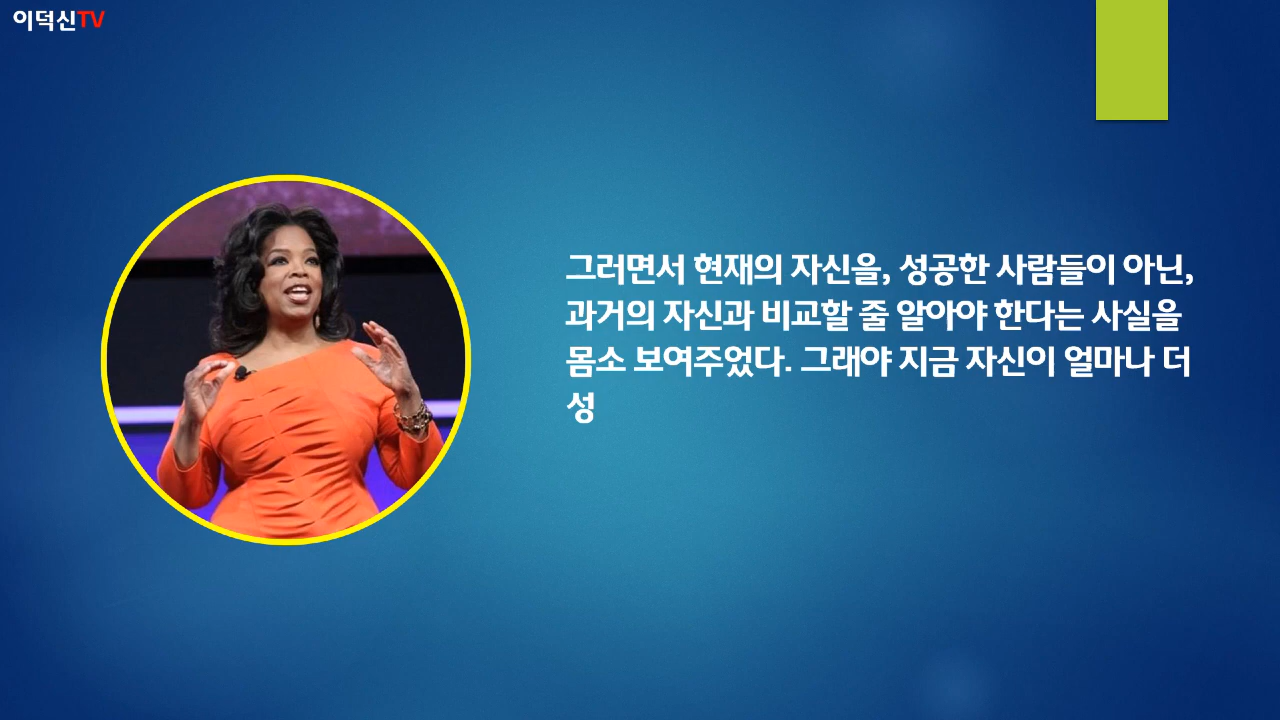 이덕신TV
그러면서 현재의 자신을, 성공한 사람들이 아닌,
과거의 자신과 비교할 줄 알아야 한다는 사실을
몸소 보여주었다. 그래야 지금 자신이 얼마나 더
성